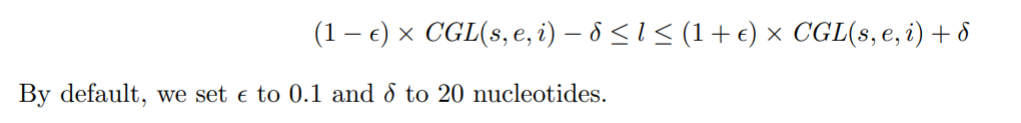 (1 − ϵ) × CGL(s, e, i) − δ ≤ l ≤ (1 + ϵ) × CGL(s, e, i) + δ
By default, we set ϵ to 0.1 and δ to 20 nucleotides.